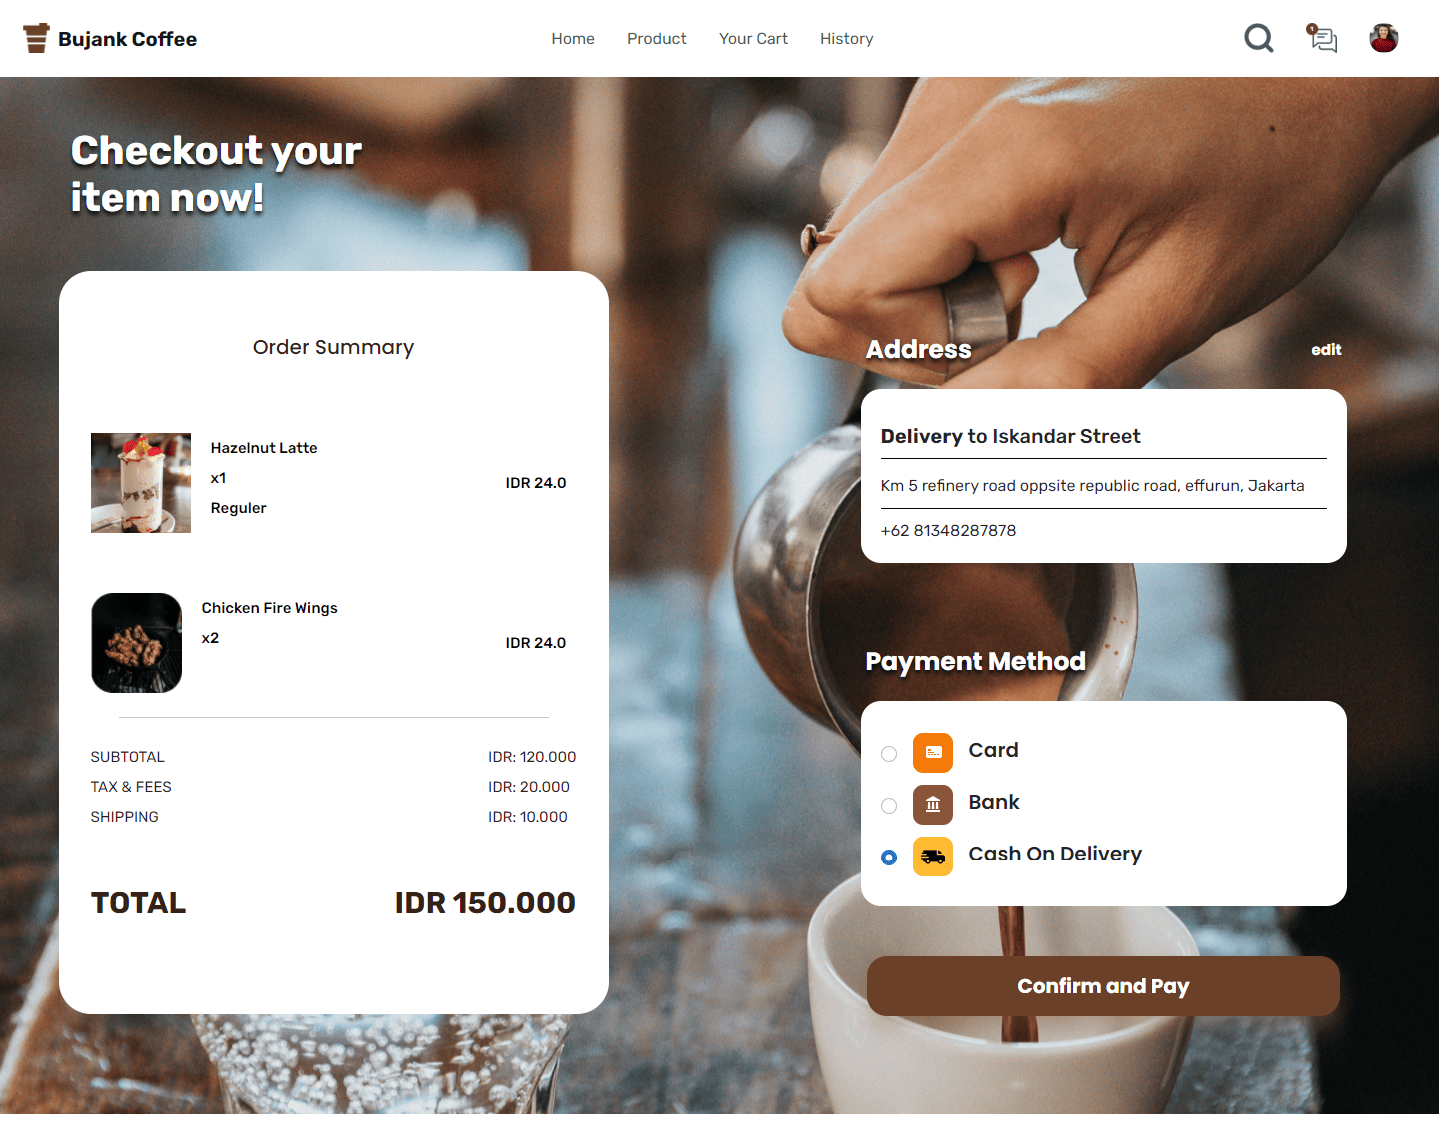 Bujank Coffee
Home Product Your Cart History
1
Checkout your
item now!
Order Summary
Hazelnut Latte
x1
IDR 24.0
Reguler
Chicken Fire Wings
x2
IDR 24.0
SUBTOTAL IDR: 120.000
TAX & FEES IDR: 20.000
SHIPPING IDR: 10.000
TOTAL IDR 150.000
Address edit
Delivery to Iskandar Street
Km 5 refinery road oppsite republic road, effurun, Jakarta
+62 81348287878
Payment Method
Card
Bank
Cash On Delivery
Confirm and Pay